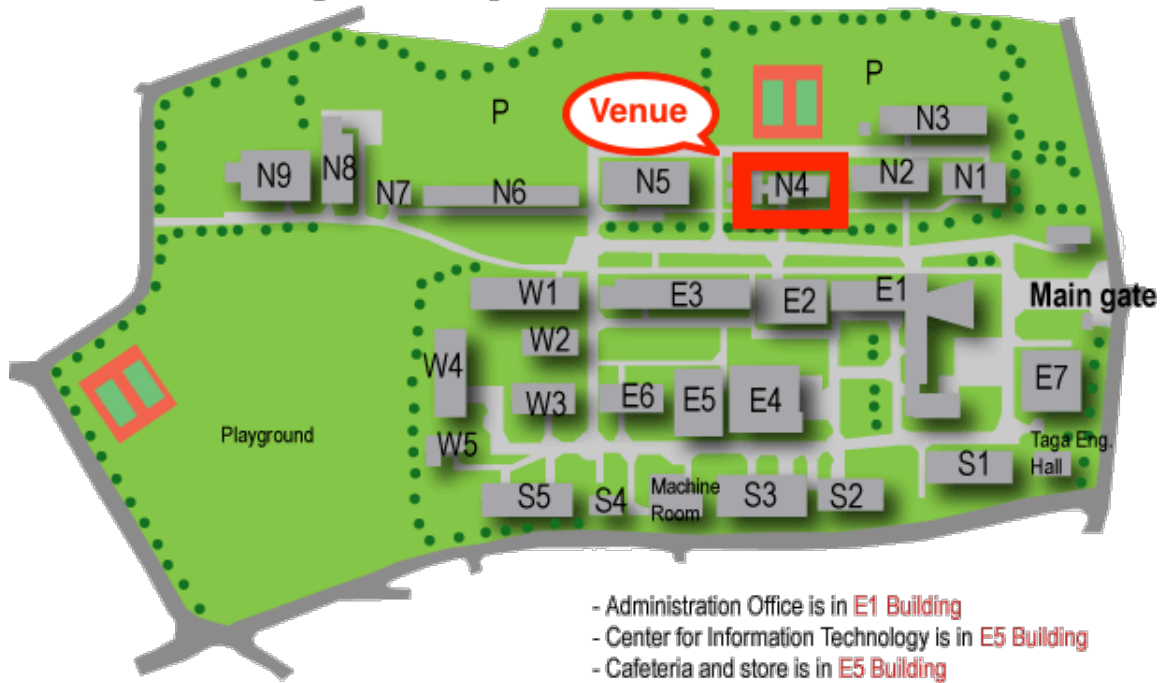 P
P
Venue
N3
N9
N8
N7
N6
N5
N4
N2
N1
W1
E3
E2
E1
Main gate
W2
W4
W3
E6
E5
E4
E7
Playground
W5
Taga Eng.
Hall
S1
S5
S4
Machine
Room
S3
S2
- Administration Office is in E1 Building
- Center for Information Technology is in E5 Building
- Cafeteria and store is in E5 Building